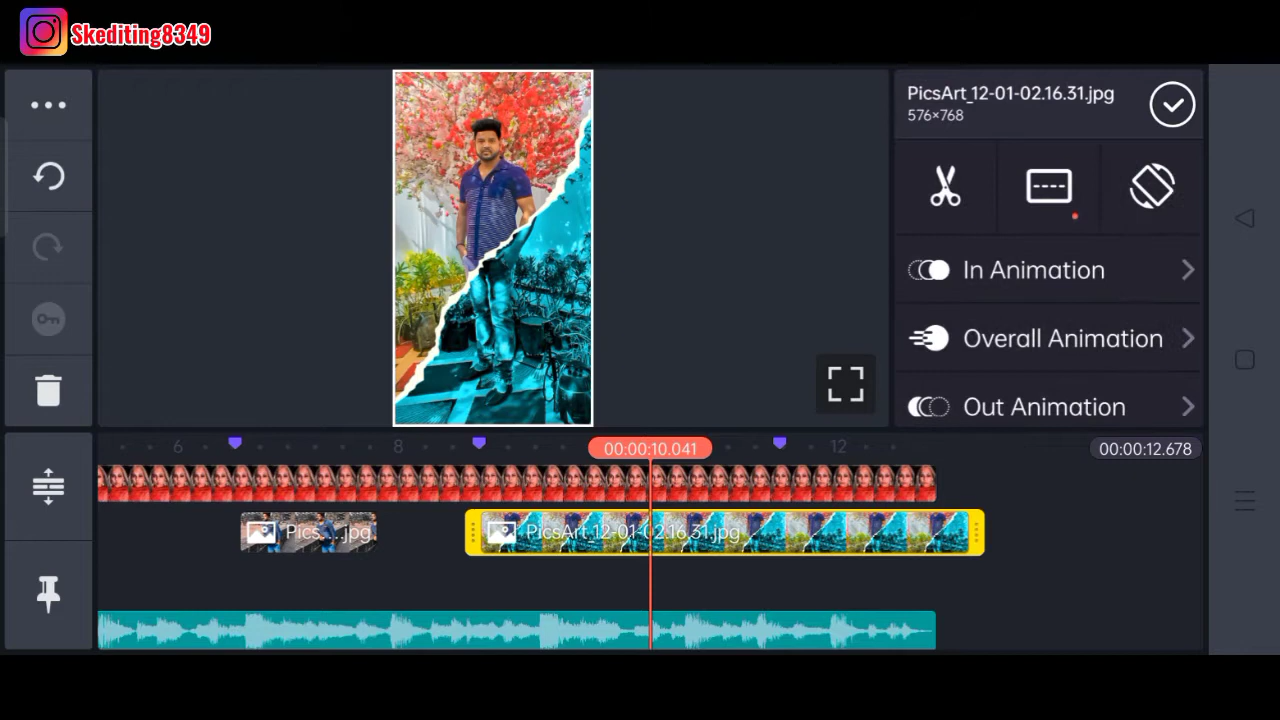 Skediting8349
PicsArt_12-01-02.16.31.jpg
576×768
In Animation
Overall Animation
Out Animation
6
8
00:00:10.041
12
00:00:12.678
Pics....jpg
PicsArt_12-01-02.16.31.jpg